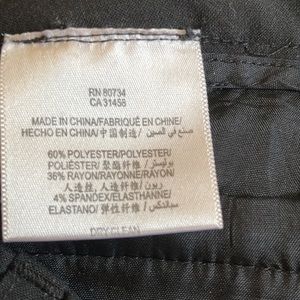 RN 80734
CA 31458
MADE IN CHINA/FABRIQUÉ EN CHINE/
HECHO EN CHINA/中国制造/ صنع في الصين
60% POLYESTER/POLYESTER/
POLIÉSTER/聚酯纤维/ بوليستر
36% RAYON/RAYONNE/RAYÓN/
人造丝, 人造丝/ رايون
4% SPANDEX/ELASTHANNE/
ELASTANO/弹性纤维/ سباندكس
DRY CLEAN